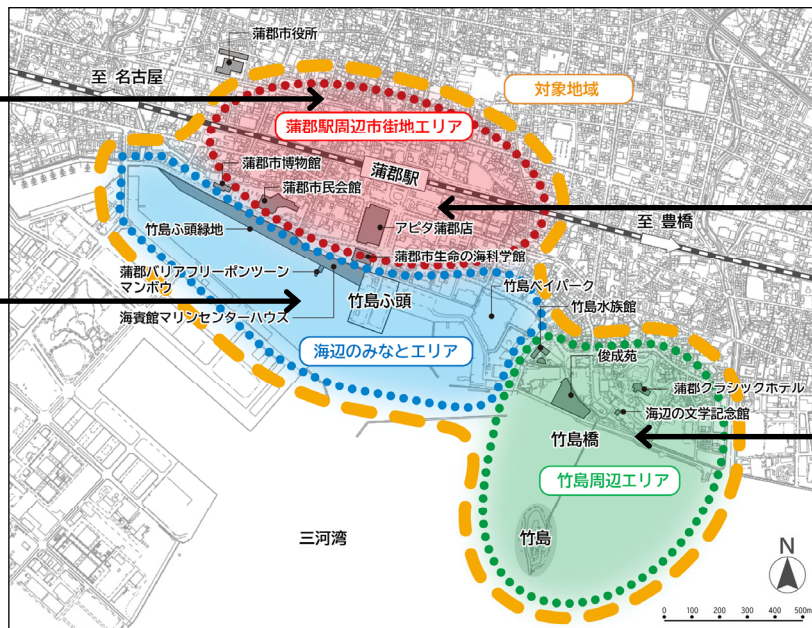 蒲郡市役所
至 名古屋
対象地域
蒲郡駅周辺市街地エリア
蒲郡市博物館
蒲郡駅
蒲郡市民会館
アピタ蒲郡店
至 豊橋
竹島ふ頭緑地
蒲郡市生命の海科学館
蒲郡バリアフリーポンツーン
マンボウ
竹島ふ頭
竹島ベイパーク
竹島水族館
海賓館マリンセンターハウス
海辺のみなとエリア
俊成苑
蒲郡クラシックホテル
海辺の文学記念館
竹島橋
竹島周辺エリア
三河湾
竹島
N
0 100 200 300 400 500m